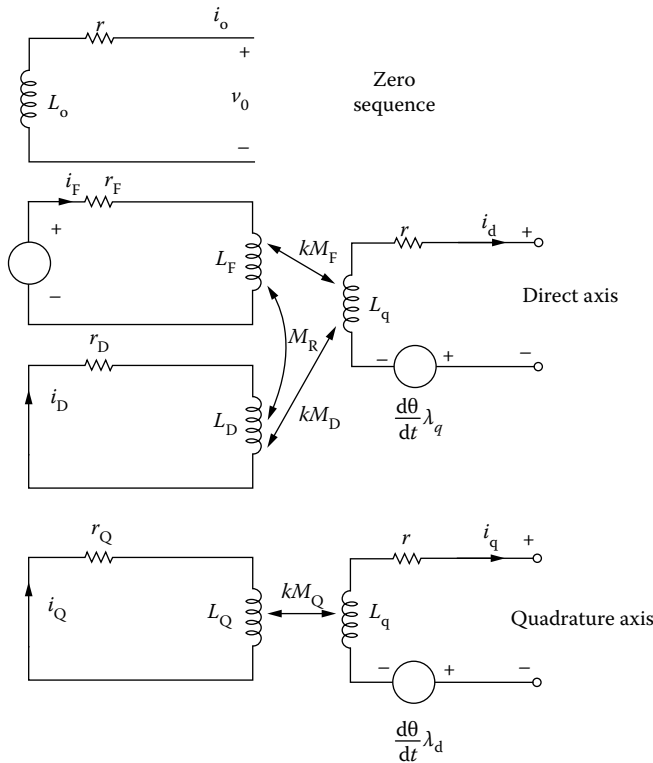 i_o
r
+
L_o
v_0
Zero
sequence
−
i_F
r_F
+
−
L_F
kM_F
r
i_d
+
L_q
Direct axis
M_R
r_D
−
+
−
i_D
L_D
kM_D
dθ/dt λ_q
r_Q
r
i_q
+
i_Q
L_Q
kM_Q
L_q
Quadrature axis
−
+
−
dθ/dt λ_d